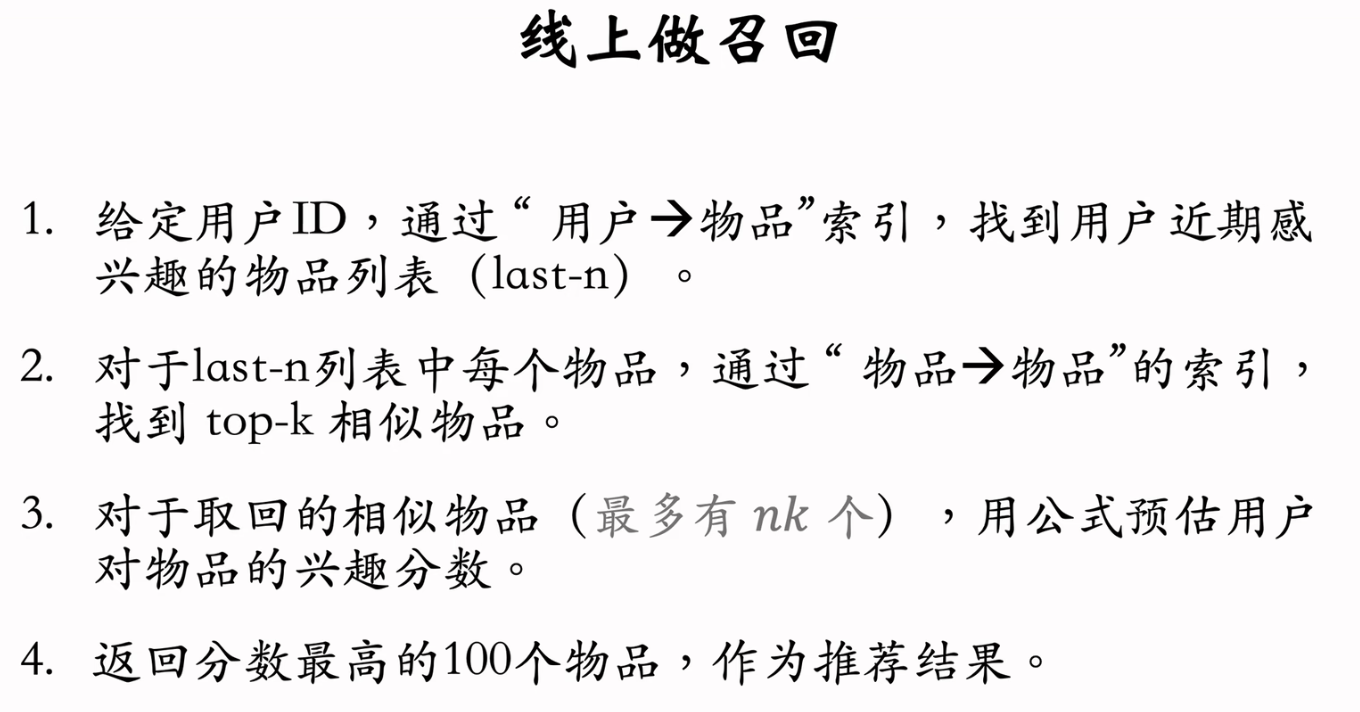 线上做召回
1. 给定用户ID，通过“用户→物品”索引，找到用户近期感
兴趣的物品列表（last-n）。
2. 对于last-n列表中每个物品，通过“物品→物品”的索引，
找到 top-k 相似物品。
3. 对于取回的相似物品（最多有 nk 个），用公式预估用户
对物品的兴趣分数。
4. 返回分数最高的100个物品，作为推荐结果。